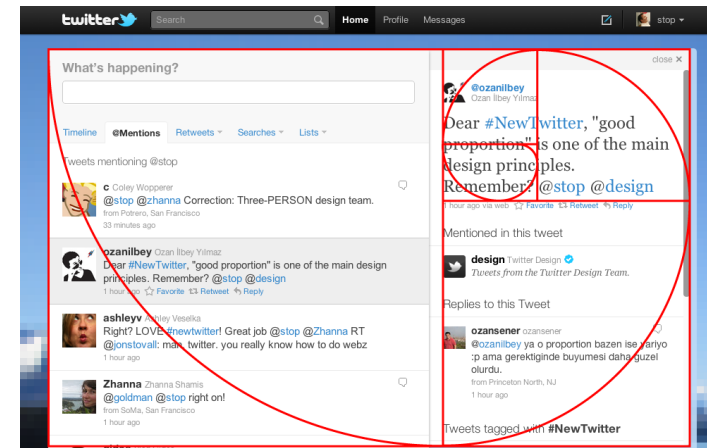 twitter
Search
Home Profile Messages
stop
What's happening?
Timeline @Mentions Retweets Searches Lists
Tweets mentioning @stop
c Coley Wopperer
@stop @zhanna Correction: Three-PERSON design team.
from Potrero, San Francisco
33 minutes ago
ozanilbey Ozan İlbey Yılmaz
Dear #NewTwitter, "good proportion" is one of the main design
principles. Remember? @stop @design
1 hour ago Favorite Retweet Reply
ashleyv Ashley Veselka
Right? LOVE #newtwitter! Great job @stop @Zhanna RT
@jonstovall: man, twitter. you really know how to do webz
1 hour ago
Zhanna Zhanna Shamis
@goldman @stop right on!
from SoMa, San Francisco
1 hour ago
close ×
@ozanilbey
Ozan İlbey Yılmaz
Dear #NewTwitter, "good
proportion" is one of the main
design principles.
Remember? @stop @design
1 hour ago via web Favorite Retweet Reply
Mentioned in this tweet
design Twitter Design
Tweets from the Twitter Design Team.
Replies to this Tweet
ozansener ozansener
@ozanilbey ya o proportion bazen ise yariyo
:p ama gerektiginde buyumesi daha guzel
olurdu.
from Princeton North, NJ
1 hour ago
Tweets tagged with #NewTwitter